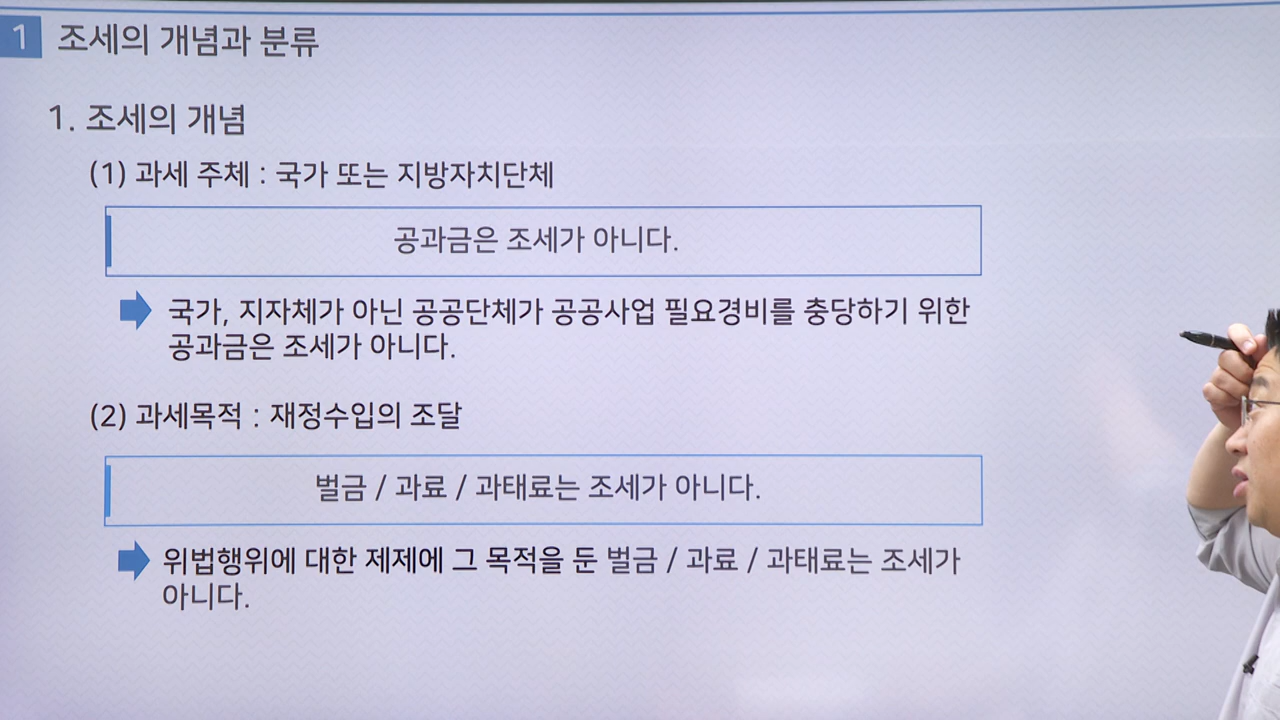 1 조세의 개념과 분류
1. 조세의 개념
(1) 과세 주체 : 국가 또는 지방자치단체
공과금은 조세가 아니다.
국가, 지자체가 아닌 공공단체가 공공사업 필요경비를 충당하기 위한
공과금은 조세가 아니다.
(2) 과세목적 : 재정수입의 조달
벌금 / 과료 / 과태료는 조세가 아니다.
위법행위에 대한 제제에 그 목적을 둔 벌금 / 과료 / 과태료는 조세가
아니다.